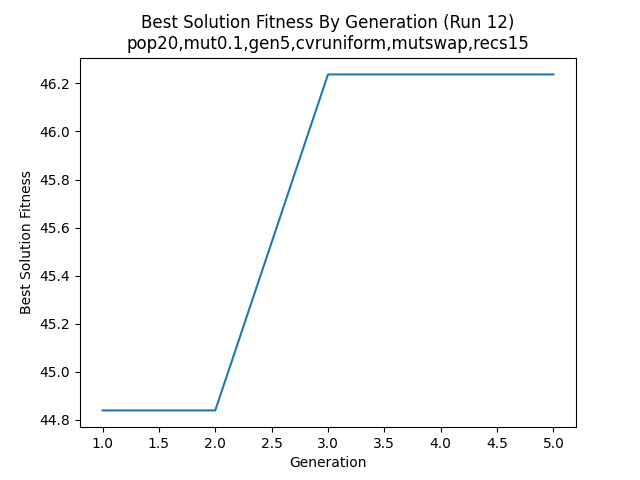 Best Solution Fitness By Generation (Run 12)
pop20,mut0.1,gen5,cvruniform,mutswap,recs15
46.2
46.0
45.8
45.6
45.4
45.2
45.0
44.8
Best Solution Fitness
1.0 1.5 2.0 2.5 3.0 3.5 4.0 4.5 5.0
Generation